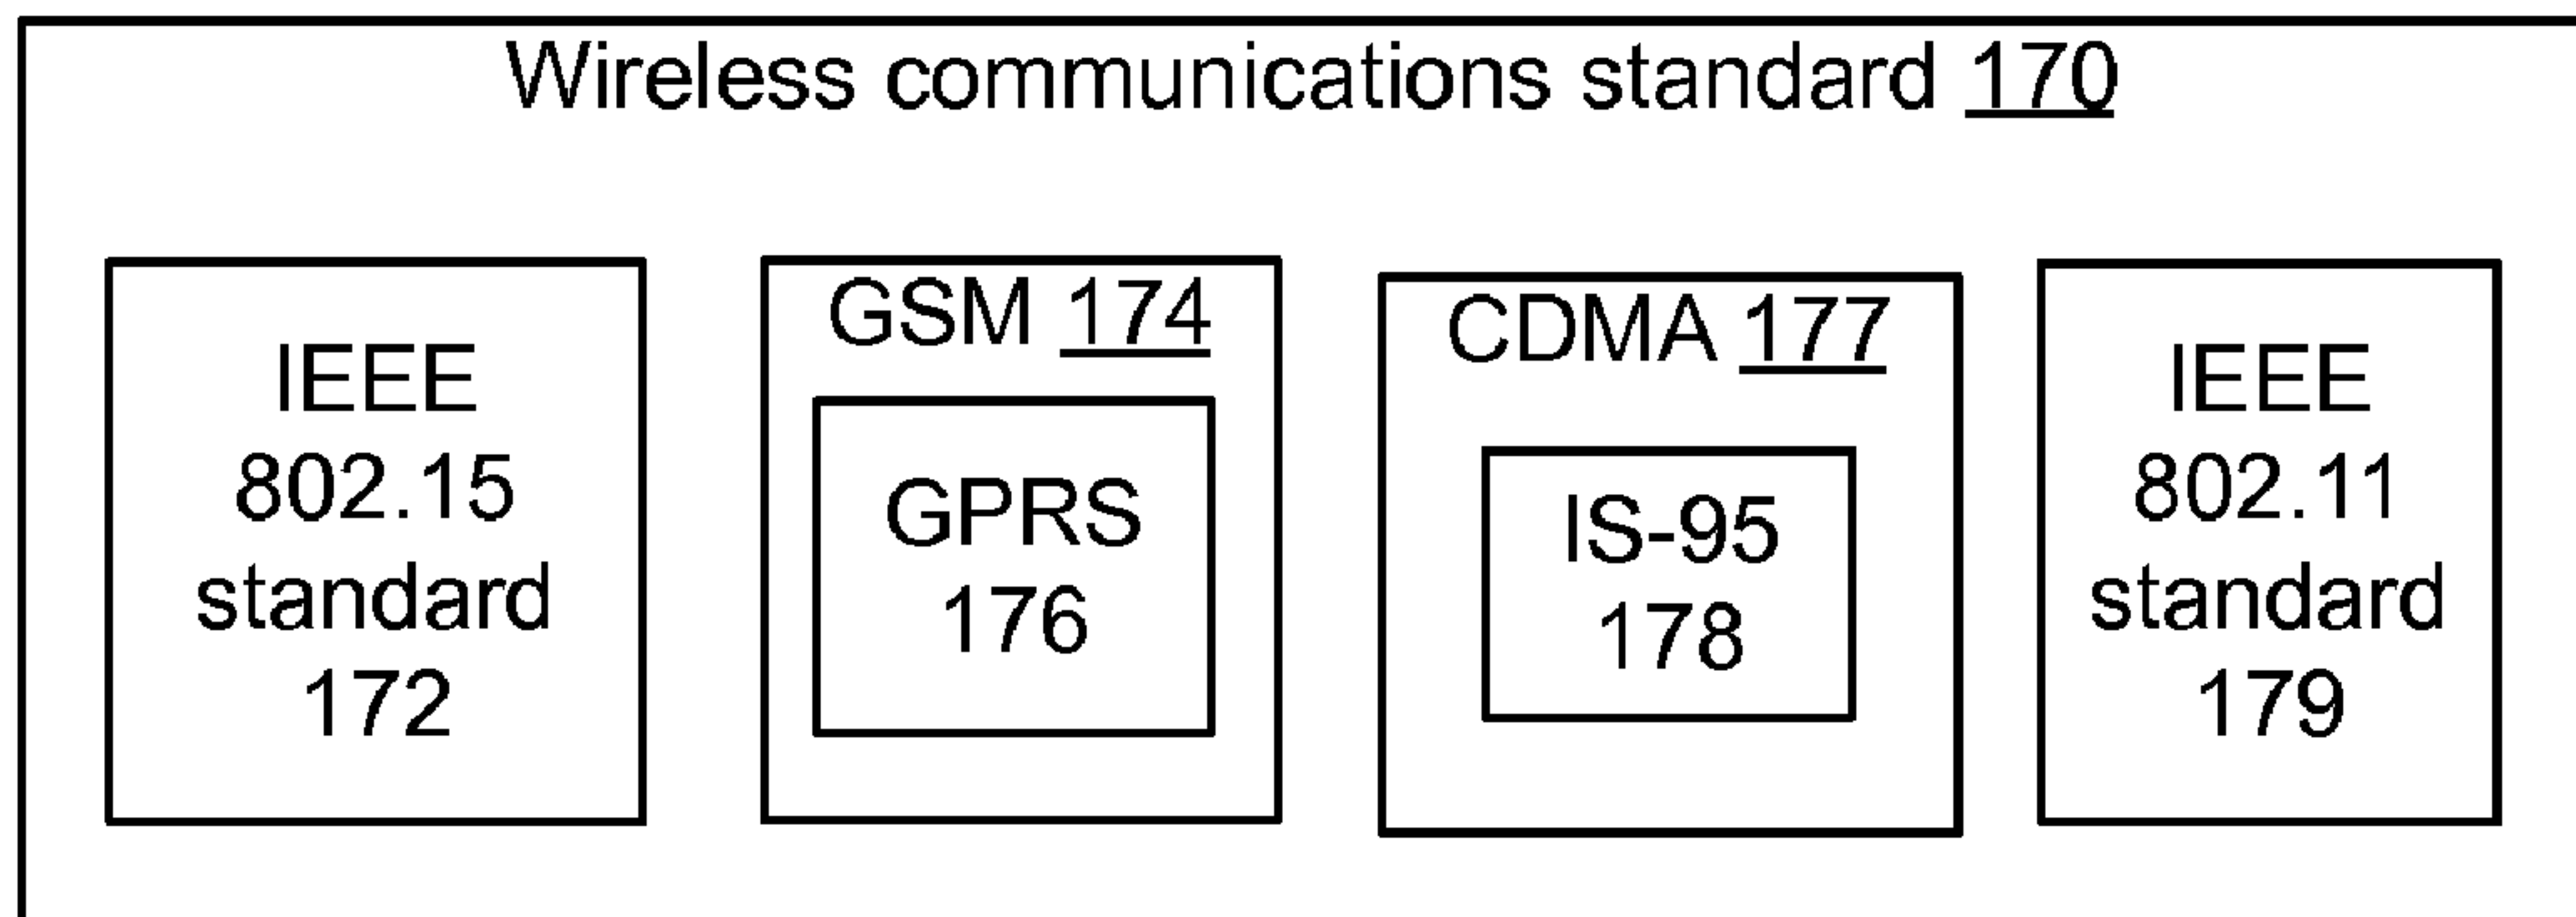 Wireless communications standard 170
IEEE
802.15
standard
172
GSM 174
GPRS
176
CDMA 177
IS-95
178
IEEE
802.11
standard
179